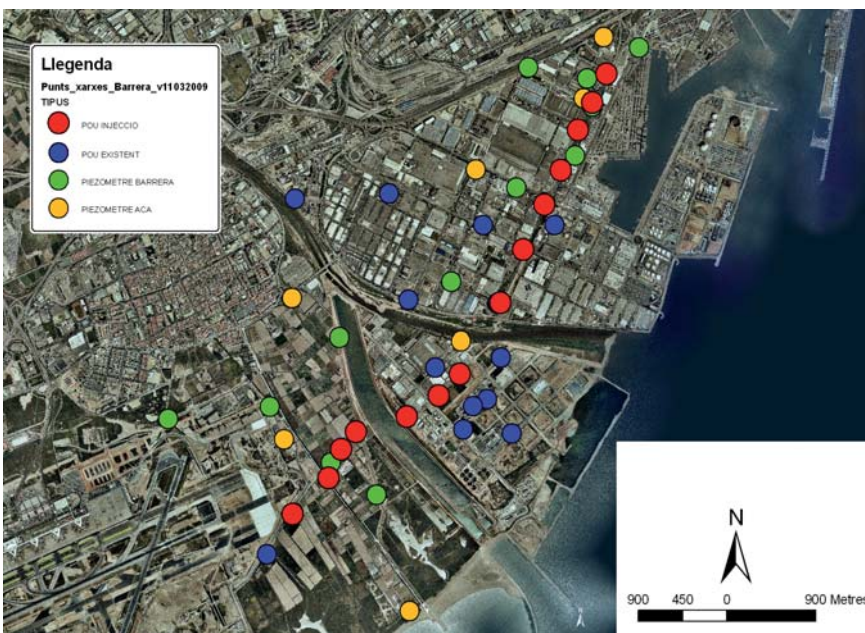 Llegenda
Punts_xarxes_Barrera_v11032009
TIPUS
POU INJECCIO
POU EXISTENT
PIEZOMETRE BARRERA
PIEZOMETRE ACA
N
900 450 0 900 Metres